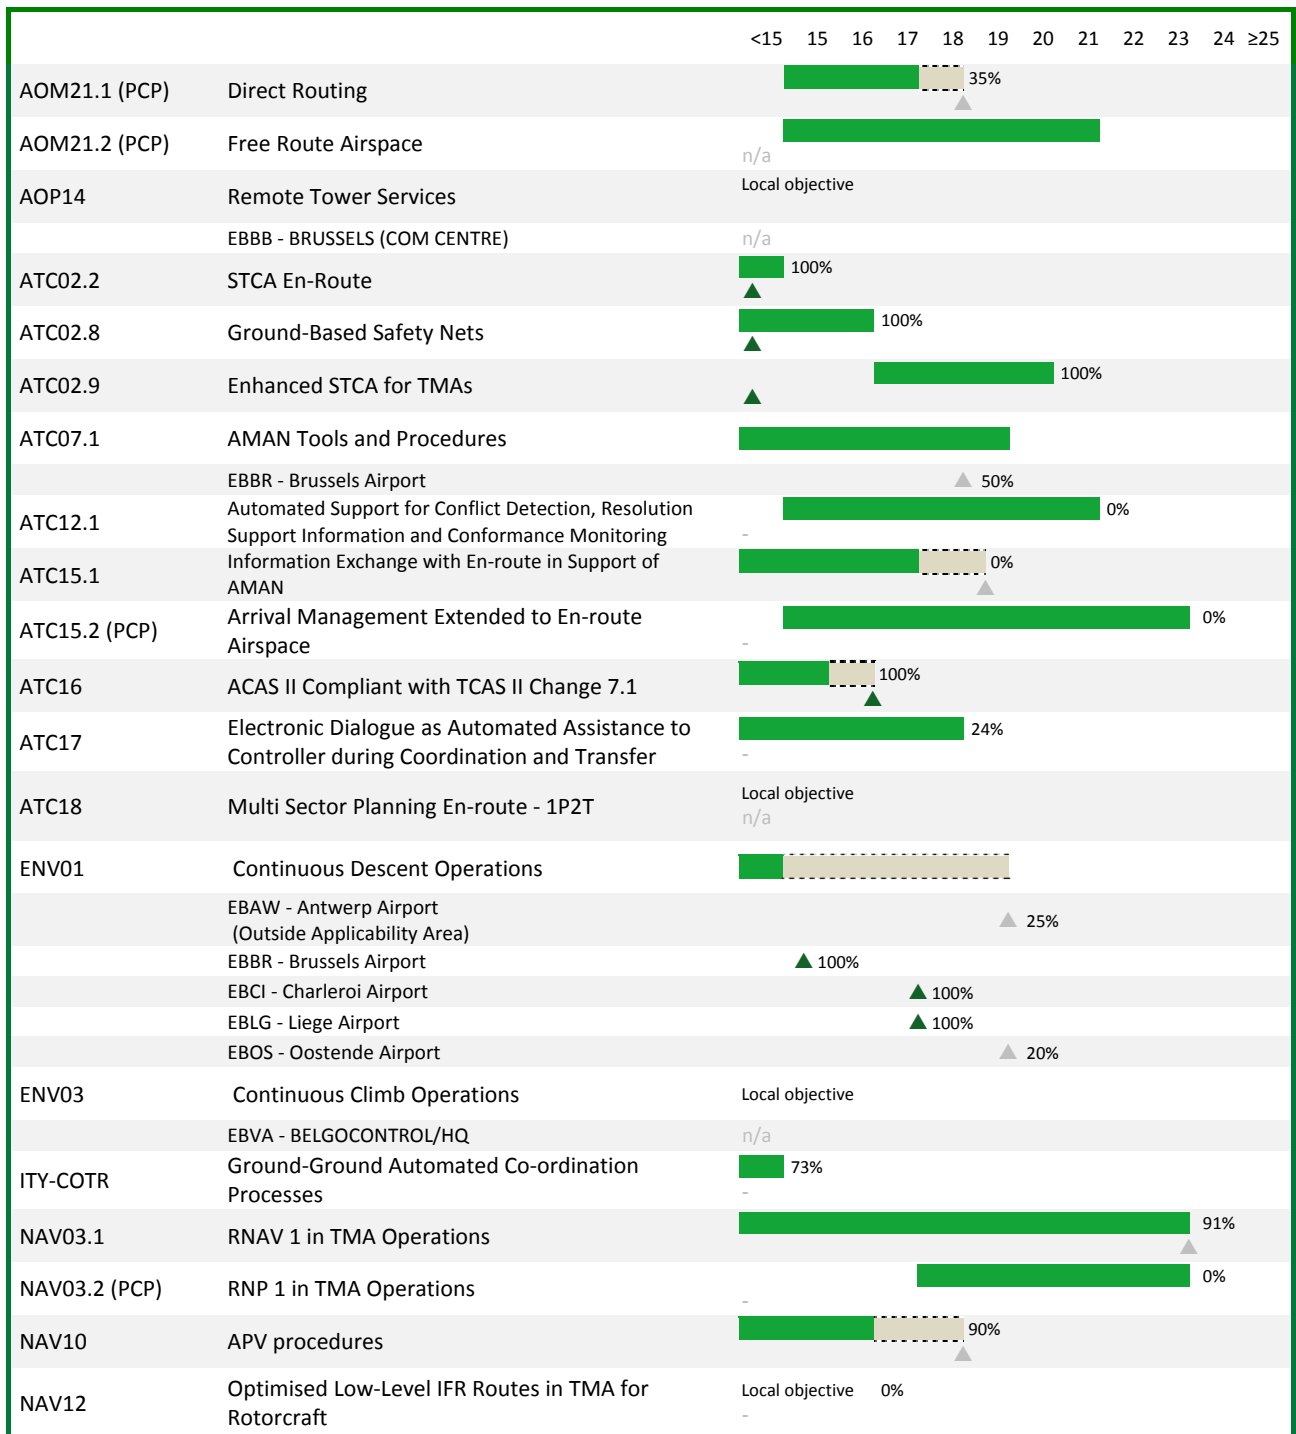 <15 15 16 17 18 19 20 21 22 23 24 ≥25
AOM21.1 (PCP) Direct Routing 35%
AOM21.2 (PCP) Free Route Airspace
n/a
AOP14 Remote Tower Services Local objective
EBBB - BRUSSELS (COM CENTRE) n/a
ATC02.2 STCA En-Route 100%
ATC02.8 Ground-Based Safety Nets 100%
ATC02.9 Enhanced STCA for TMAs 100%
ATC07.1 AMAN Tools and Procedures
EBBR - Brussels Airport 50%
ATC12.1 Automated Support for Conflict Detection, Resolution 0%
Support Information and Conformance Monitoring -
ATC15.1 Information Exchange with En-route in Support of 0%
AMAN
ATC15.2 (PCP) Arrival Management Extended to En-route 0%
Airspace -
ATC16 ACAS II Compliant with TCAS II Change 7.1 100%
ATC17 Electronic Dialogue as Automated Assistance to 24%
Controller during Coordination and Transfer -
ATC18 Multi Sector Planning En-route - 1P2T Local objective
n/a
ENV01 Continuous Descent Operations
EBAW - Antwerp Airport
(Outside Applicability Area) 25%
EBBR - Brussels Airport 100%
EBCI - Charleroi Airport 100%
EBLG - Liege Airport 100%
EBOS - Oostende Airport 20%
ENV03 Continuous Climb Operations Local objective
EBVA - BELGOCONTROL/HQ n/a
ITY-COTR Ground-Ground Automated Co-ordination 73%
Processes -
NAV03.1 RNAV 1 in TMA Operations 91%
NAV03.2 (PCP) RNP 1 in TMA Operations 0%
-
NAV10 APV procedures 90%
NAV12 Optimised Low-Level IFR Routes in TMA for Local objective 0%
Rotorcraft -